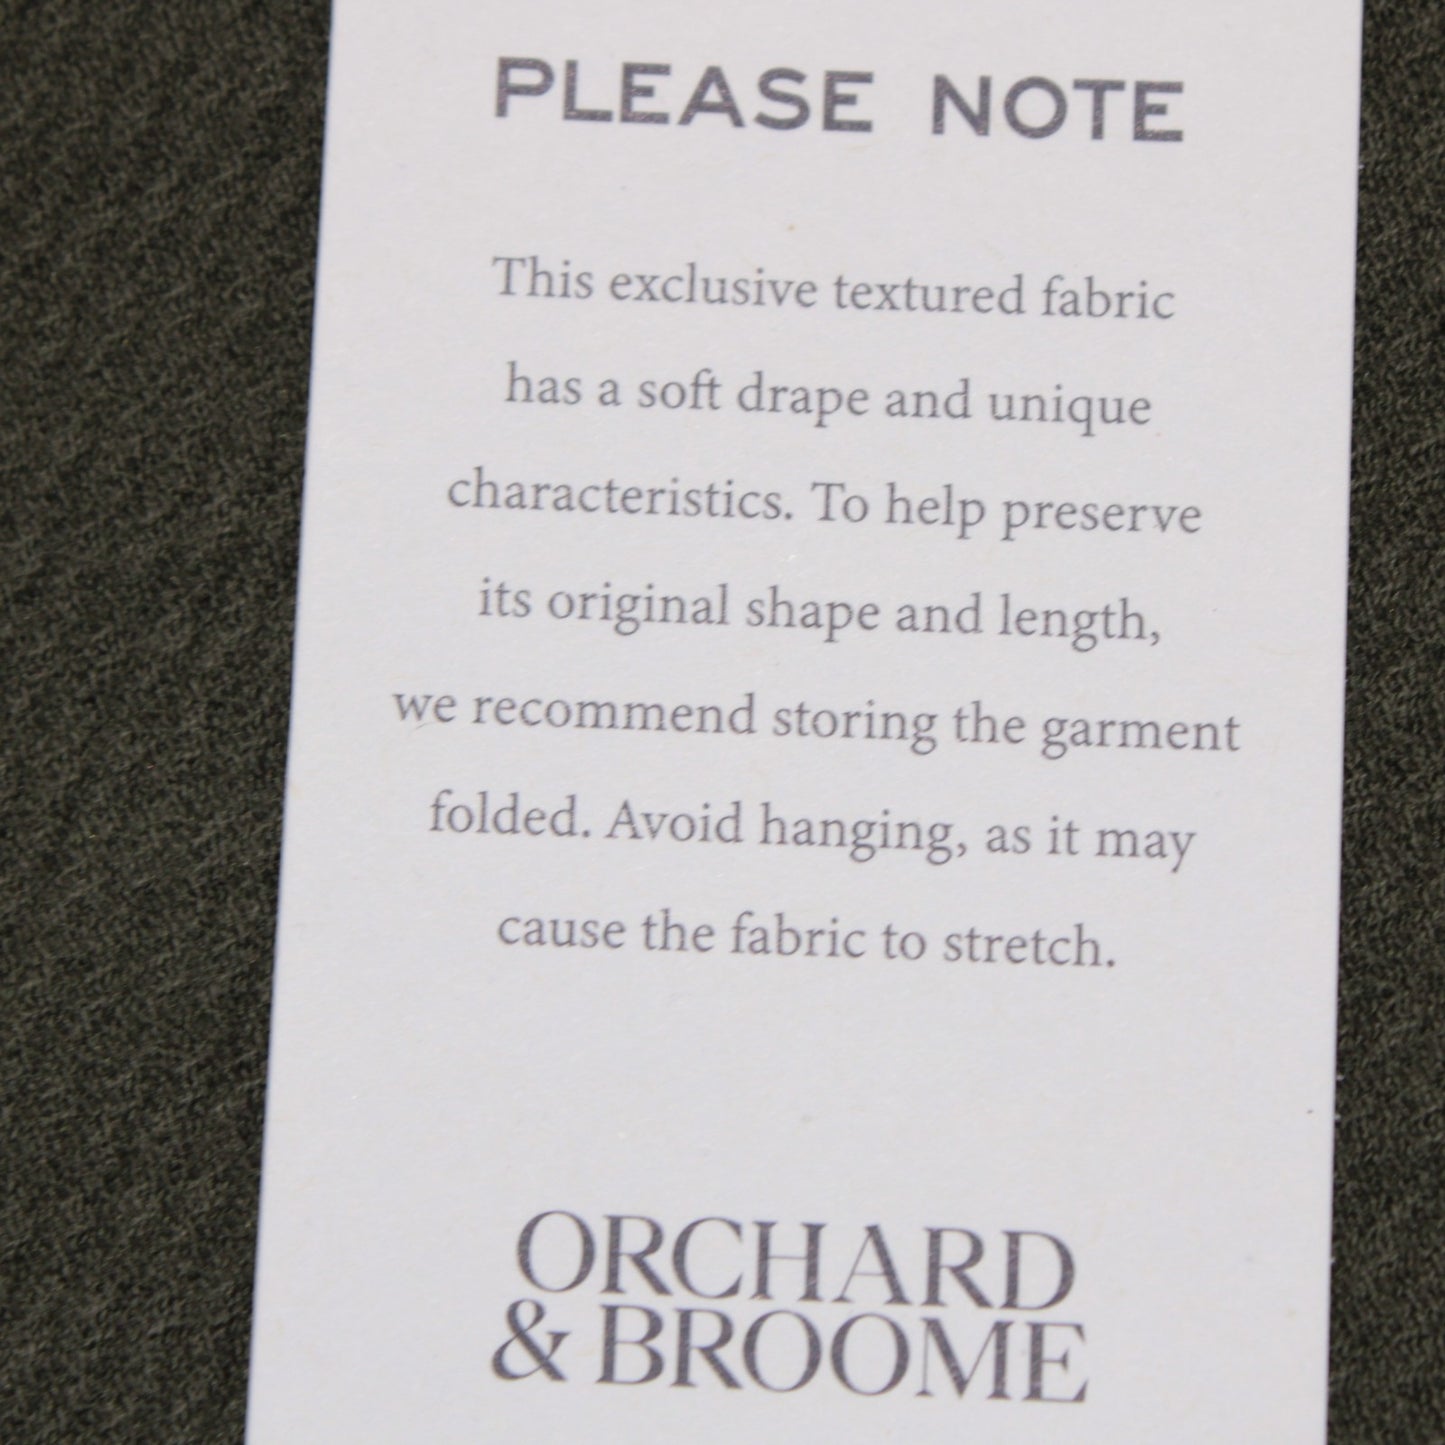 PLEASE NOTE
This exclusive textured fabric
has a soft drape and unique
characteristics. To help preserve
its original shape and length,
we recommend storing the garment
folded. Avoid hanging, as it may
cause the fabric to stretch.
ORCHARD
& BROOME